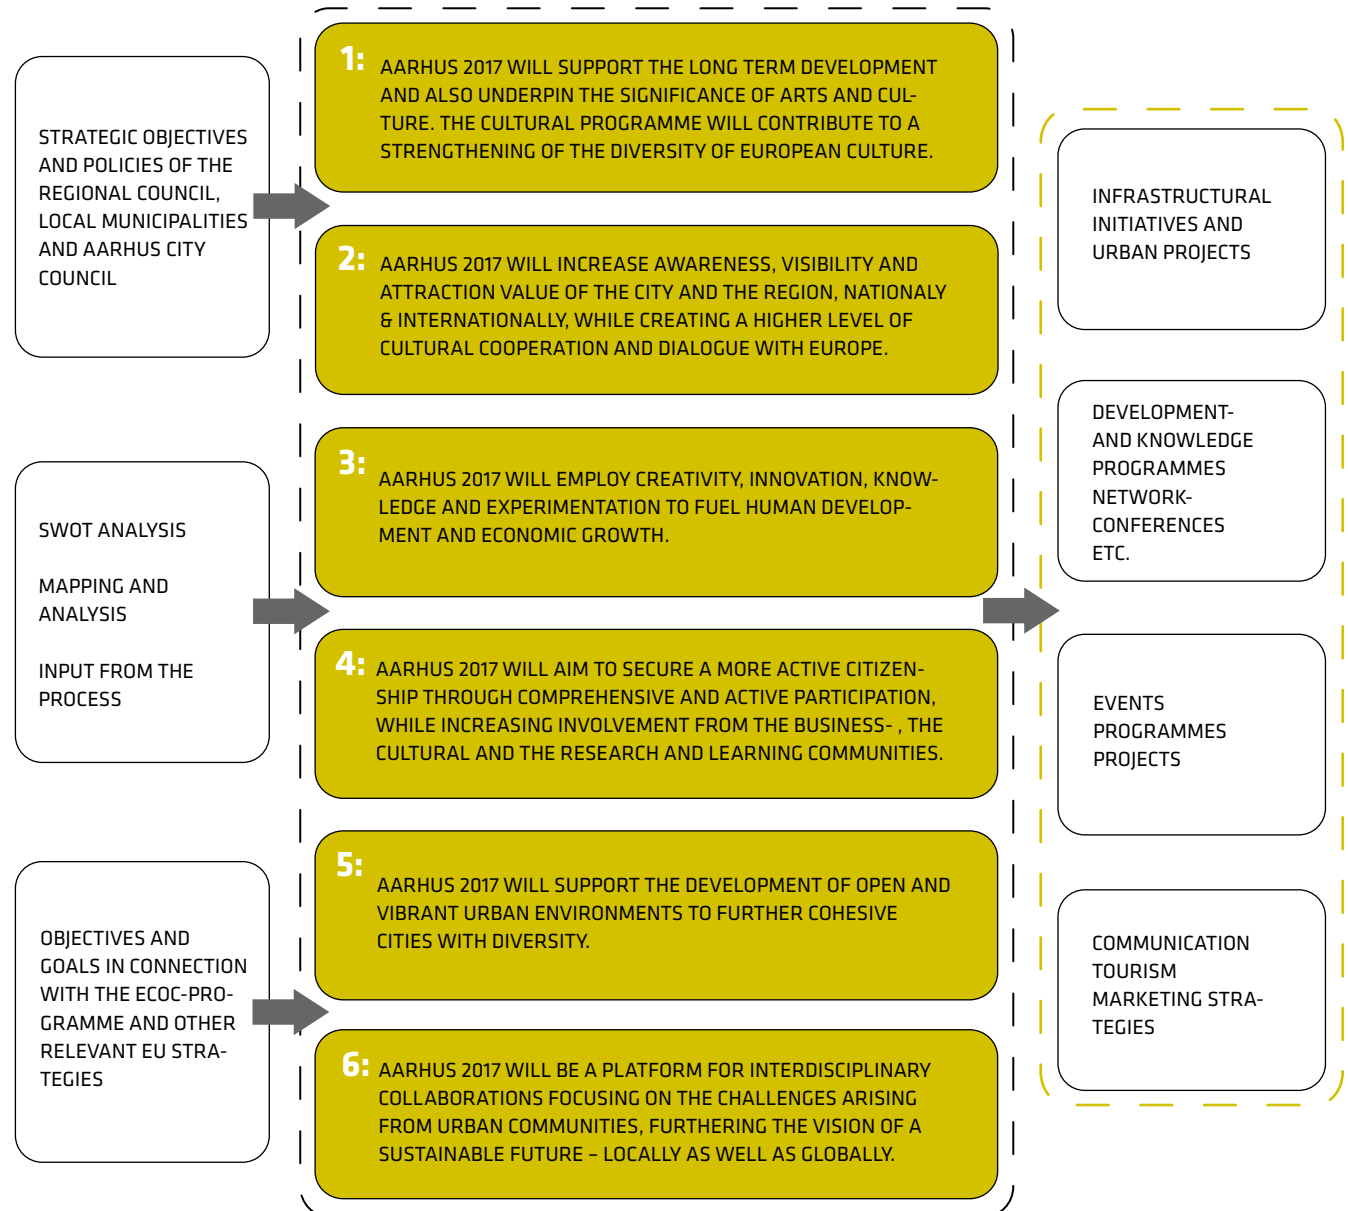 STRATEGIC OBJECTIVES
AND POLICIES OF THE
REGIONAL COUNCIL,
LOCAL MUNICIPALITIES
AND AARHUS CITY
COUNCIL
SWOT ANALYSIS
MAPPING AND
ANALYSIS
INPUT FROM THE
PROCESS
OBJECTIVES AND
GOALS IN CONNECTION
WITH THE ECOC-PRO-
GRAMME AND OTHER
RELEVANT EU STRA-
TEGIES
1: AARHUS 2017 WILL SUPPORT THE LONG TERM DEVELOPMENT
AND ALSO UNDERPIN THE SIGNIFICANCE OF ARTS AND CUL-
TURE. THE CULTURAL PROGRAMME WILL CONTRIBUTE TO A
STRENGTHENING OF THE DIVERSITY OF EUROPEAN CULTURE.
2: AARHUS 2017 WILL INCREASE AWARENESS, VISIBILITY AND
ATTRACTION VALUE OF THE CITY AND THE REGION, NATIONALY
& INTERNATIONALLY, WHILE CREATING A HIGHER LEVEL OF
CULTURAL COOPERATION AND DIALOGUE WITH EUROPE.
3: AARHUS 2017 WILL EMPLOY CREATIVITY, INNOVATION, KNOW-
LEDGE AND EXPERIMENTATION TO FUEL HUMAN DEVELOP-
MENT AND ECONOMIC GROWTH.
4: AARHUS 2017 WILL AIM TO SECURE A MORE ACTIVE CITIZEN-
SHIP THROUGH COMPREHENSIVE AND ACTIVE PARTICIPATION,
WHILE INCREASING INVOLVEMENT FROM THE BUSINESS- , THE
CULTURAL AND THE RESEARCH AND LEARNING COMMUNITIES.
5: AARHUS 2017 WILL SUPPORT THE DEVELOPMENT OF OPEN AND
VIBRANT URBAN ENVIRONMENTS TO FURTHER COHESIVE
CITIES WITH DIVERSITY.
6: AARHUS 2017 WILL BE A PLATFORM FOR INTERDISCIPLINARY
COLLABORATIONS FOCUSING ON THE CHALLENGES ARISING
FROM URBAN COMMUNITIES, FURTHERING THE VISION OF A
SUSTAINABLE FUTURE – LOCALLY AS WELL AS GLOBALLY.
INFRASTRUCTURAL
INITIATIVES AND
URBAN PROJECTS
DEVELOPMENT-
AND KNOWLEDGE
PROGRAMMES
NETWORK-
CONFERENCES
ETC.
EVENTS
PROGRAMMES
PROJECTS
COMMUNICATION
TOURISM
MARKETING STRA-
TEGIES